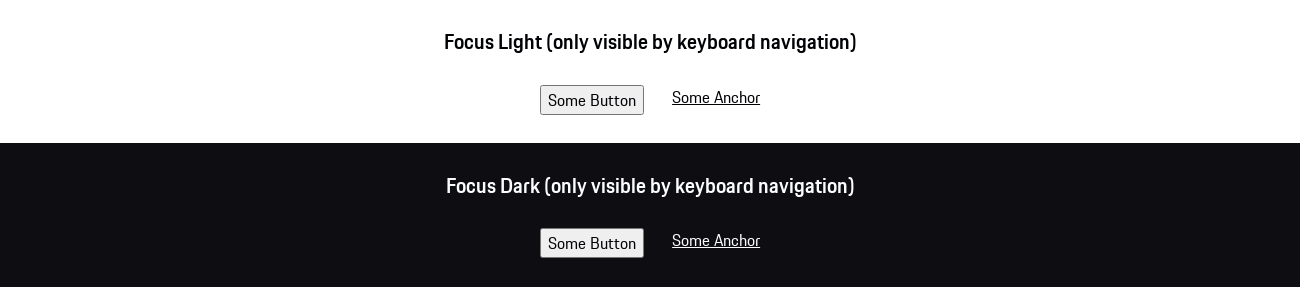 Focus Light (only visible by keyboard navigation)
Some Button Some Anchor
Focus Dark (only visible by keyboard navigation)
Some Button Some Anchor